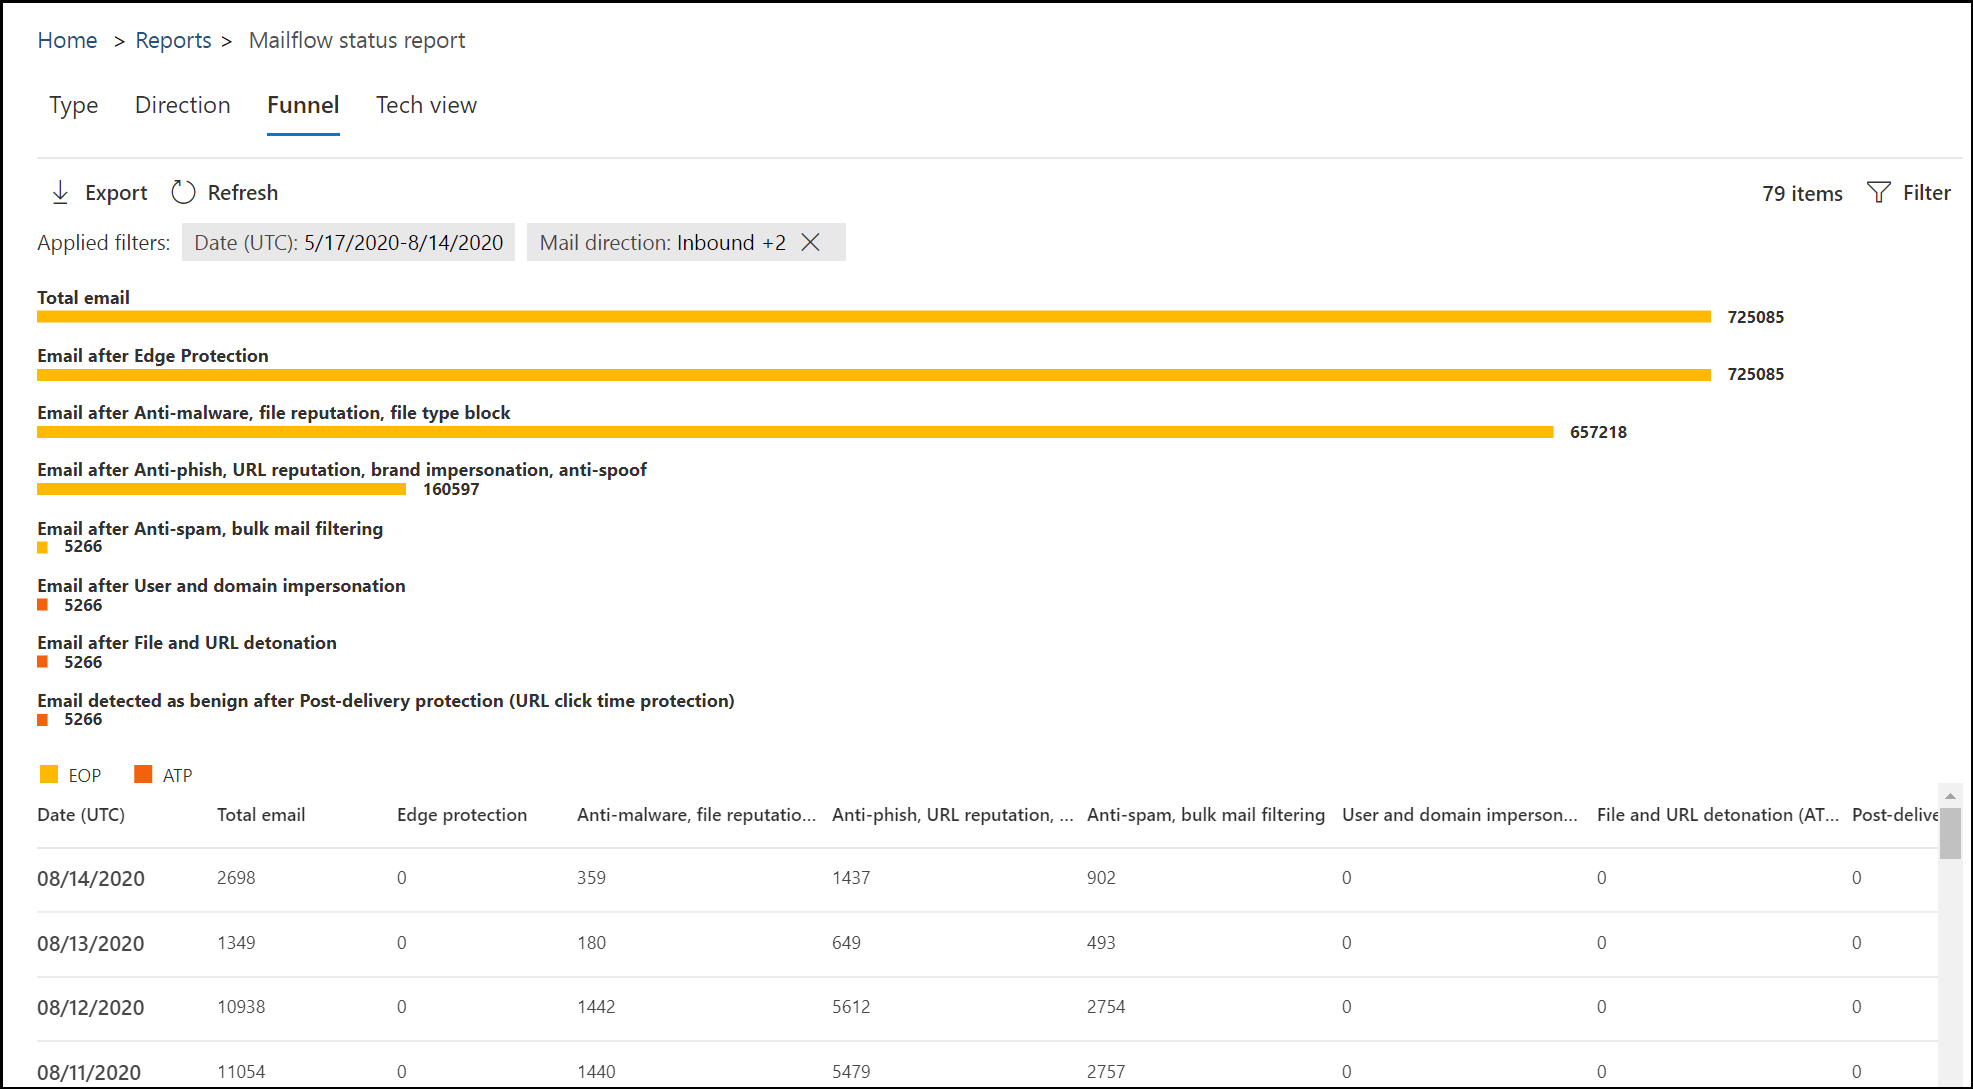 Home > Reports > Mailflow status report
Type Direction Funnel Tech view
Export Refresh 79 items Filter
Applied filters: Date (UTC): 5/17/2020-8/14/2020 Mail direction: Inbound +2
Total email
725085
Email after Edge Protection
725085
Email after Anti-malware, file reputation, file type block
657218
Email after Anti-phish, URL reputation, brand impersonation, anti-spoof
160597
Email after Anti-spam, bulk mail filtering
5266
Email after User and domain impersonation
5266
Email after File and URL detonation
5266
Email detected as benign after Post-delivery protection (URL click time protection)
5266
EOP ATP
Date (UTC) Total email Edge protection Anti-malware, file reputatio... Anti-phish, URL reputation, ... Anti-spam, bulk mail filtering User and domain imperson... File and URL detonation (AT... Post-delive
08/14/2020 2698 0 359 1437 902 0 0 0
08/13/2020 1349 0 180 649 493 0 0 0
08/12/2020 10938 0 1442 5612 2754 0 0 0
08/11/2020 11054 0 1440 5479 2757 0 0 0